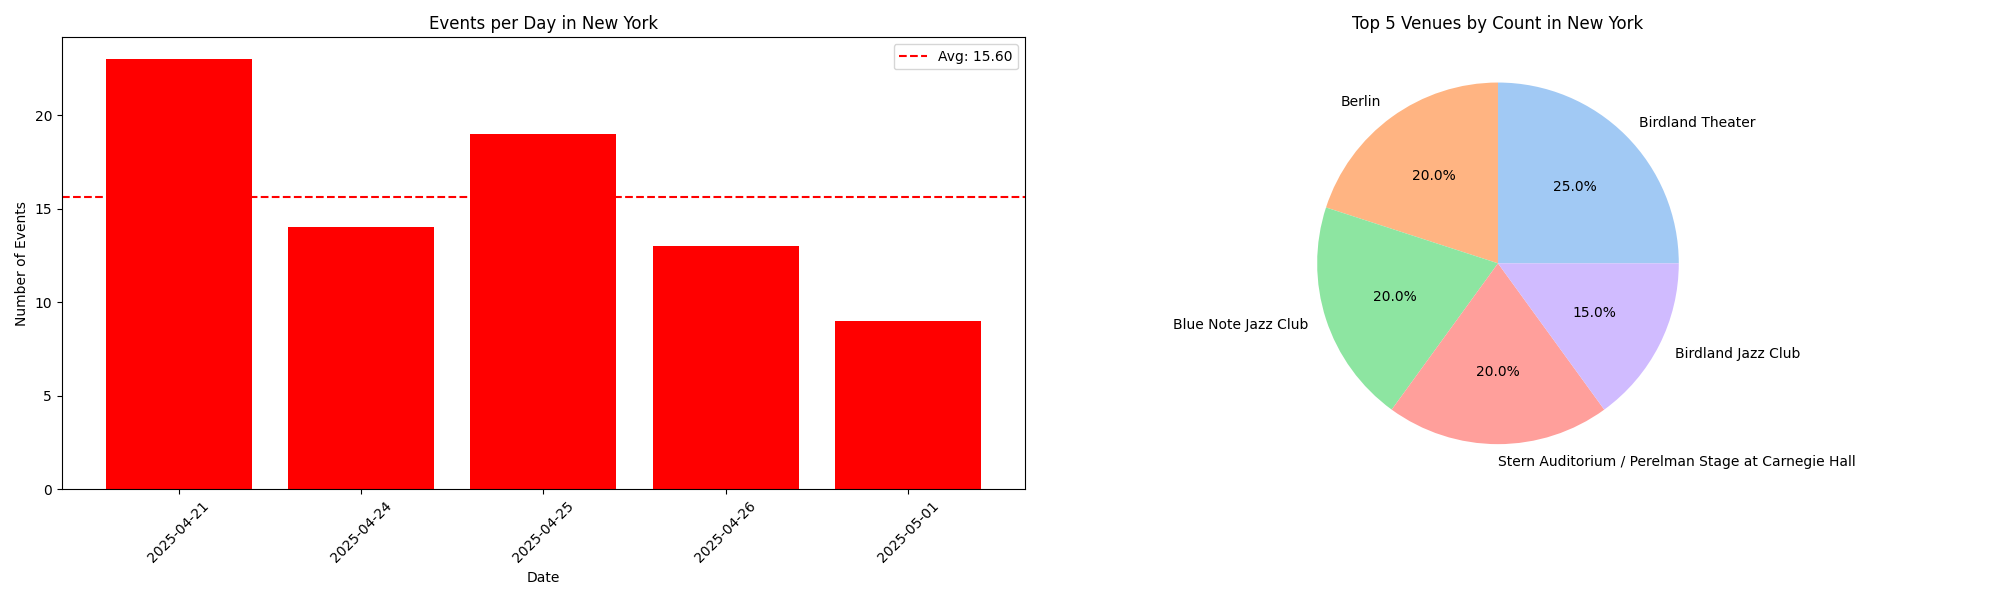 Events per Day in New York
Avg: 15.60
Number of Events
20
15
10
5
0
2025-04-21
2025-04-24
2025-04-25
2025-04-26
2025-05-01
Date
Top 5 Venues by Count in New York
Birdland Theater
25.0%
Berlin
20.0%
Blue Note Jazz Club
20.0%
Stern Auditorium / Perelman Stage at Carnegie Hall
20.0%
Birdland Jazz Club
15.0%